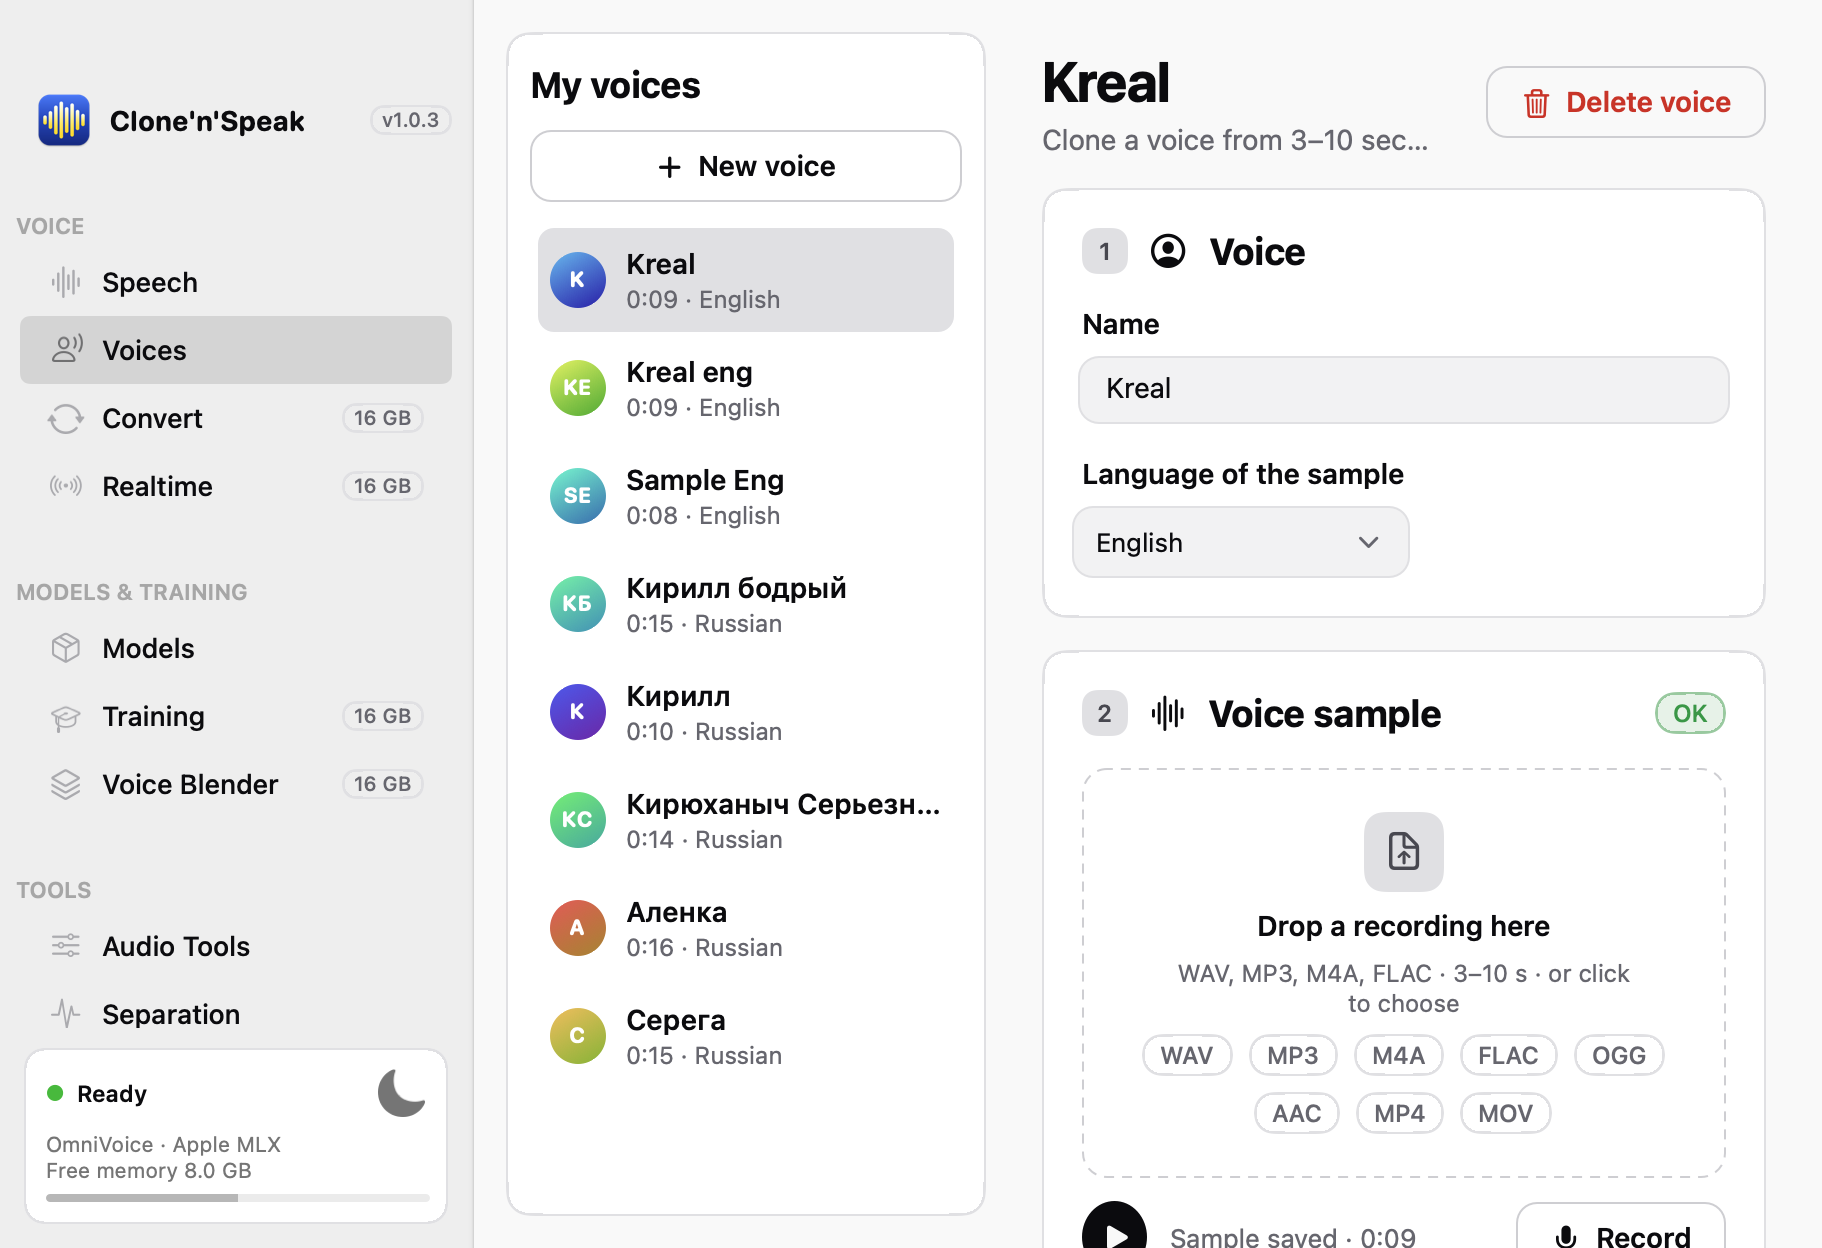 Clone'n'Speak
v1.0.3
VOICE
Speech
Voices
Convert
16 GB
Realtime
16 GB
MODELS & TRAINING
Models
Training
16 GB
Voice Blender
16 GB
TOOLS
Audio Tools
Separation
Ready
OmniVoice · Apple MLX
Free memory 8.0 GB
My voices
+ New voice
K
Kreal
0:09 · English
KE
Kreal eng
0:09 · English
SE
Sample Eng
0:08 · English
КБ
Кирилл бодрый
0:15 · Russian
К
Кирилл
0:10 · Russian
КС
Кирюханыч Серьезн...
0:14 · Russian
А
Аленка
0:16 · Russian
С
Серега
0:15 · Russian
Kreal
Clone a voice from 3–10 sec...
Delete voice
1
Voice
Name
Kreal
Language of the sample
English
2
Voice sample
OK
Drop a recording here
WAV, MP3, M4A, FLAC · 3–10 s · or click
to choose
WAV
MP3
M4A
FLAC
OGG
AAC
MP4
MOV
Sample saved · 0:09
Record